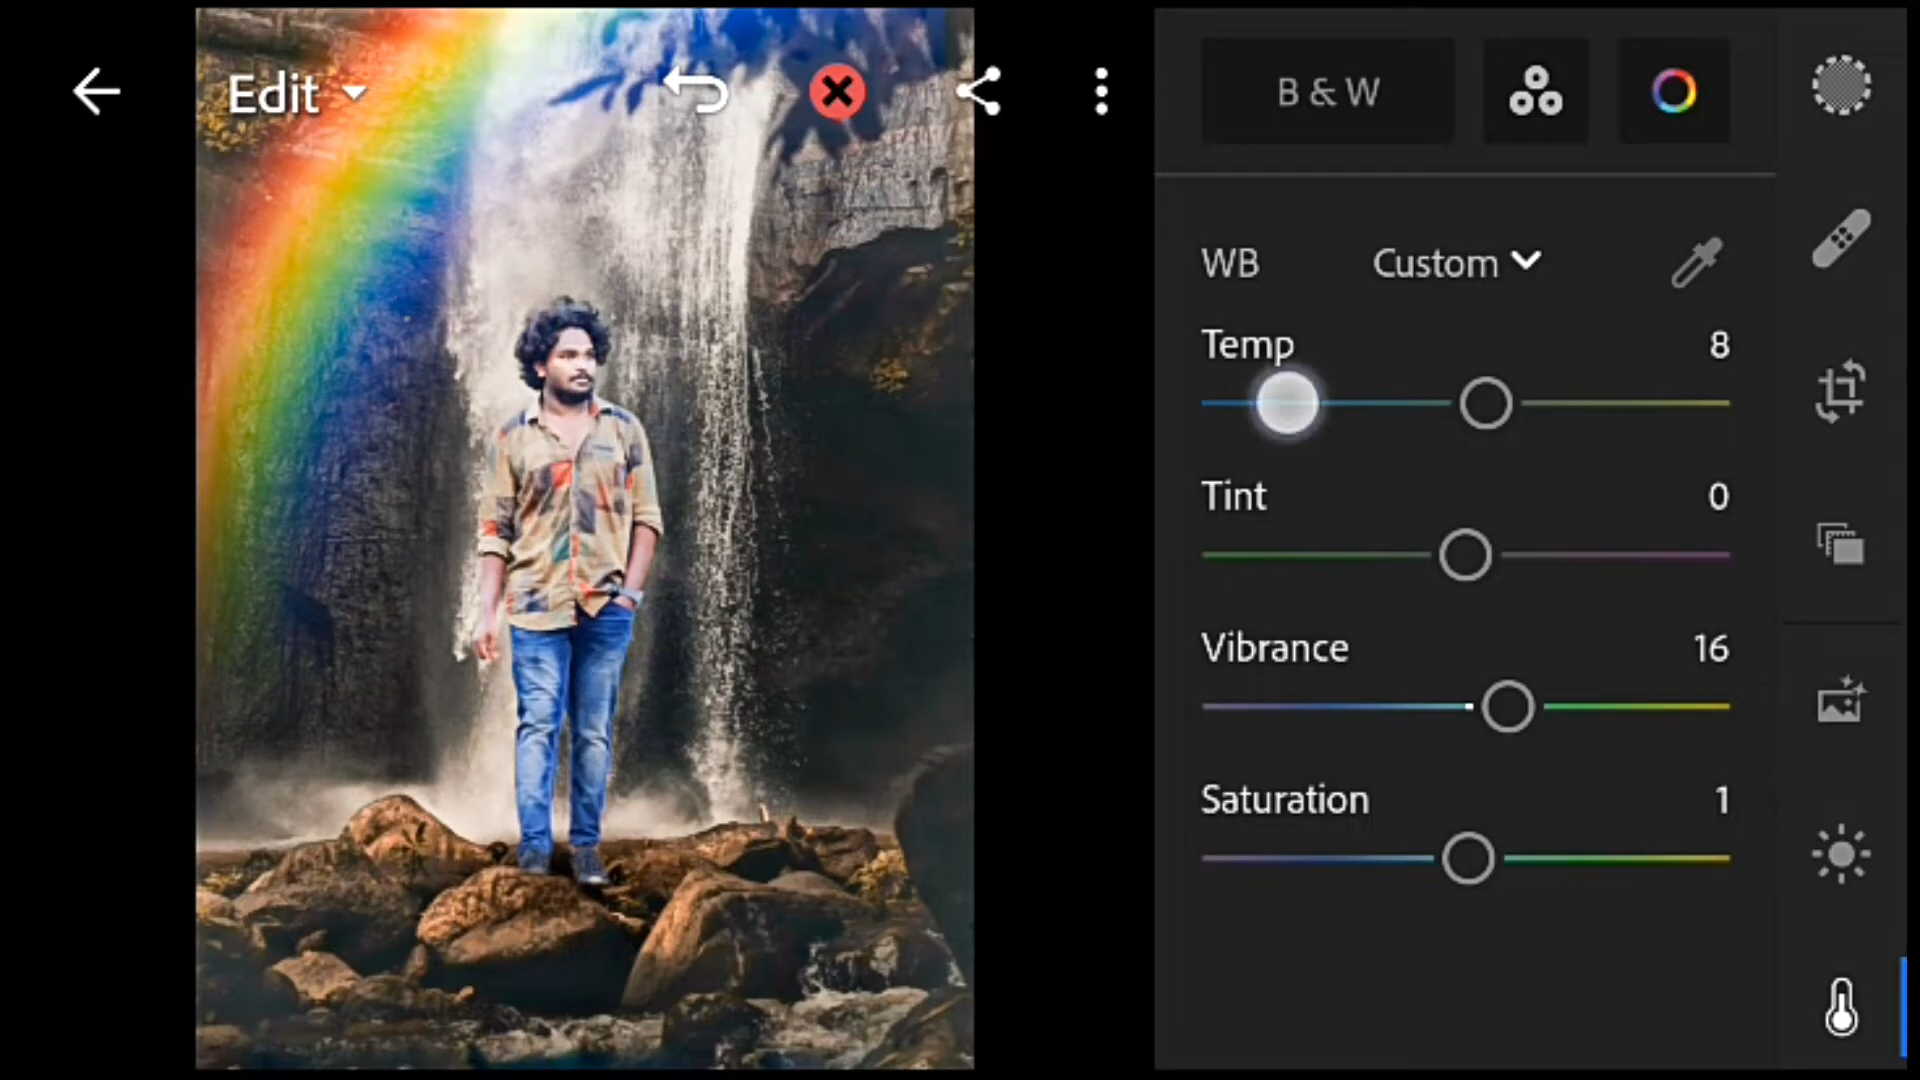 Edit
B & W
WB Custom
Temp 8
Tint 0
Vibrance 16
Saturation 1